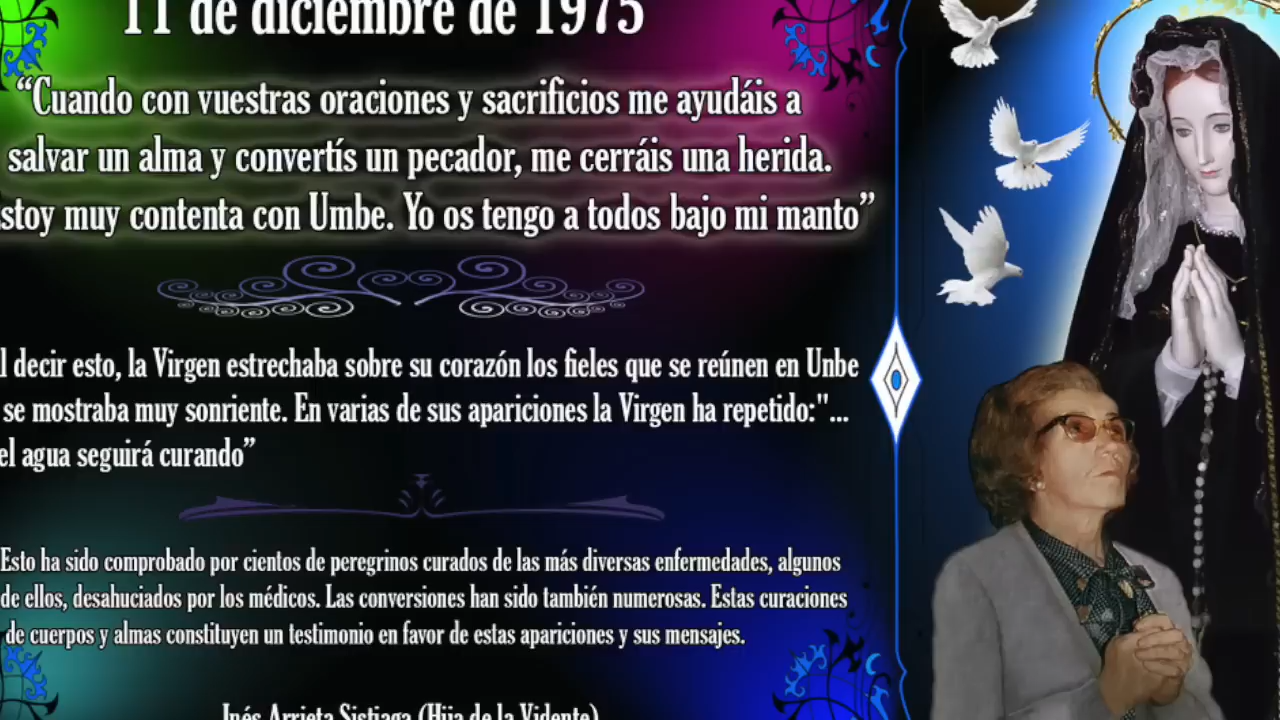 11 de diciembre de 1975
“Cuando con vuestras oraciones y sacrificios me ayudáis a
salvar un alma y convertís un pecador, me cerráis una herida.
stoy muy contenta con Umbe. Yo os tengo a todos bajo mi manto”
l decir esto, la Virgen estrechaba sobre su corazón los fieles que se reúnen en Unbe
se mostraba muy sonriente. En varias de sus apariciones la Virgen ha repetido:"...
el agua seguirá curando”
Esto ha sido comprobado por cientos de peregrinos curados de las más diversas enfermedades, algunos
de ellos, desahuciados por los médicos. Las conversiones han sido también numerosas. Estas curaciones
de cuerpos y almas constituyen un testimonio en favor de estas apariciones y sus mensajes.
Inés Arrieta Sistiaga (Hija de la Vidente)